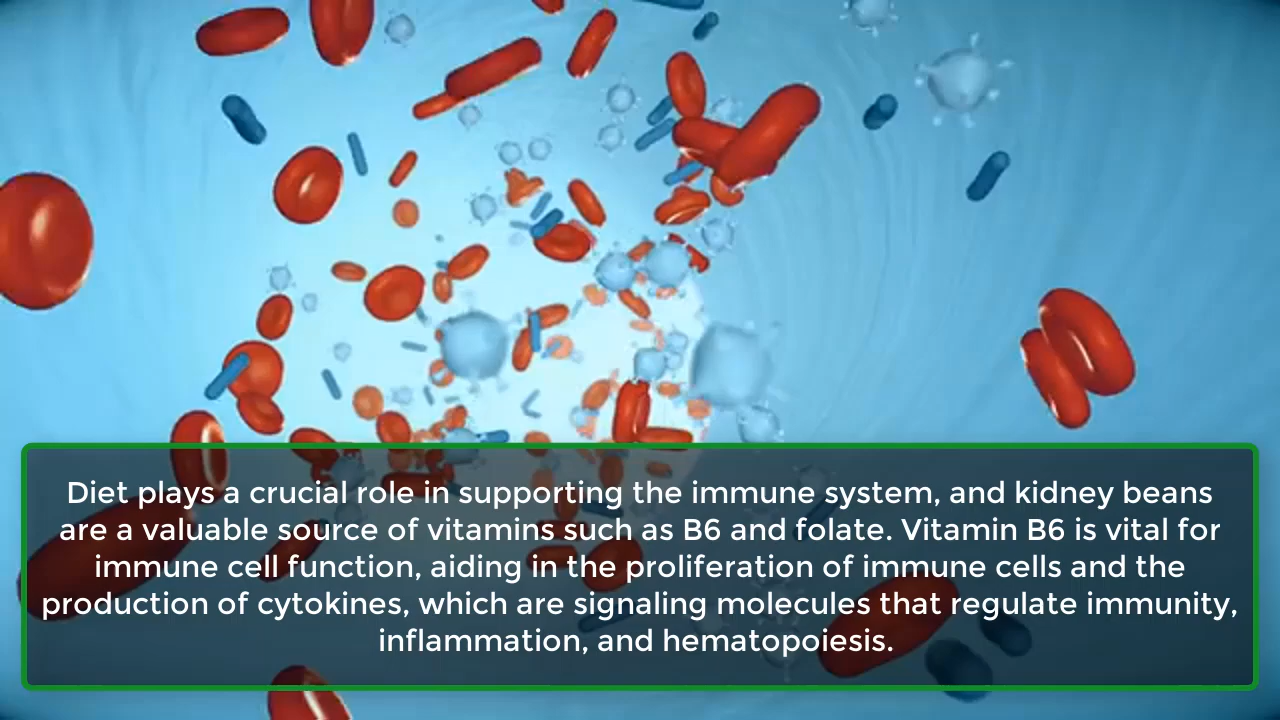 Diet plays a crucial role in supporting the immune system, and kidney beans
are a valuable source of vitamins such as B6 and folate. Vitamin B6 is vital for
immune cell function, aiding in the proliferation of immune cells and the
production of cytokines, which are signaling molecules that regulate immunity,
inflammation, and hematopoiesis.